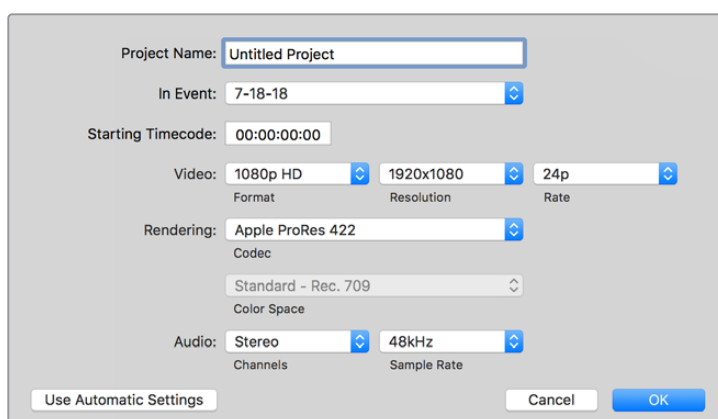 Project Name: Untitled Project
In Event: 7-18-18
Starting Timecode: 00:00:00:00
Video: 1080p HD 1920x1080 24p
Format Resolution Rate
Rendering: Apple ProRes 422
Codec
Standard - Rec. 709
Color Space
Audio: Stereo 48kHz
Channels Sample Rate
Use Automatic Settings Cancel OK